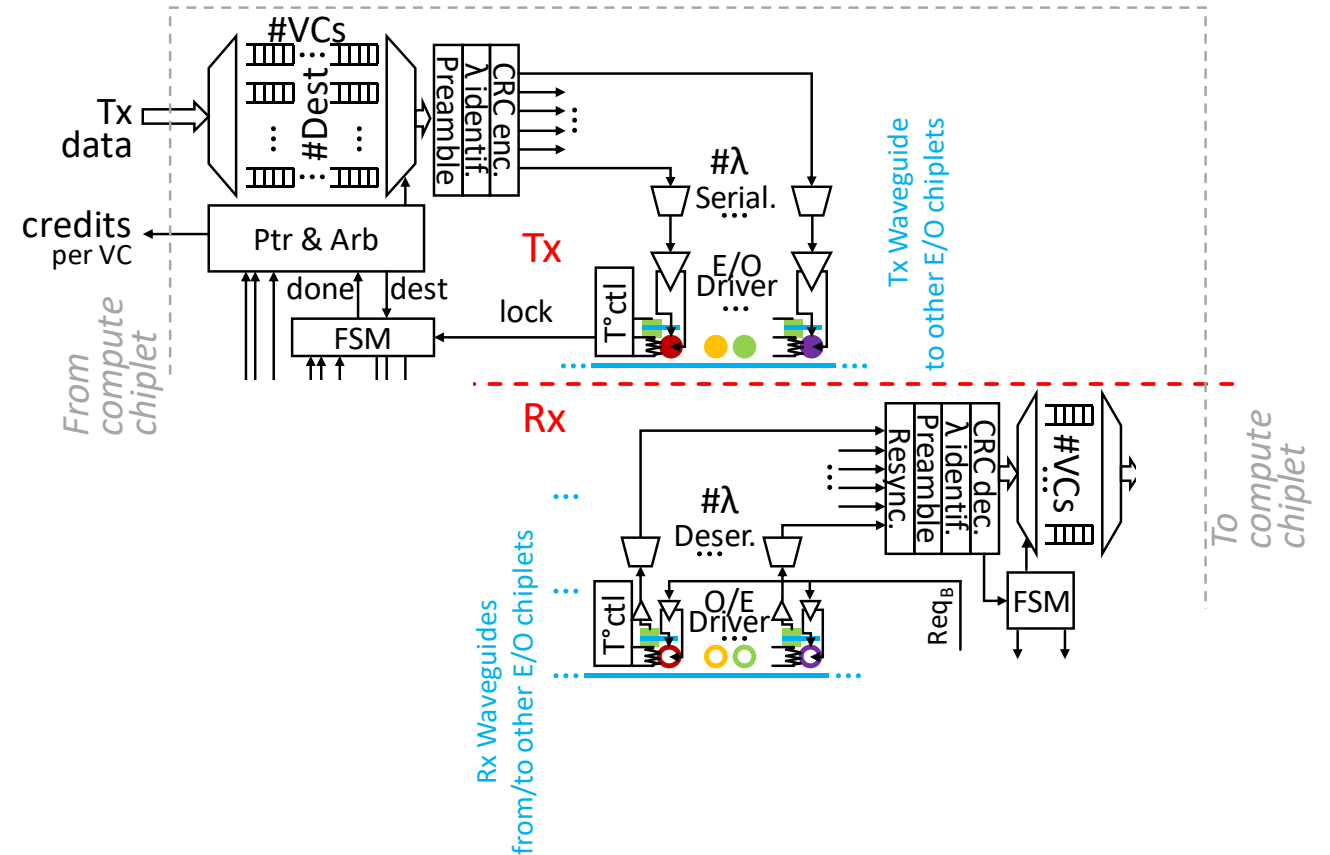 #VCs
#Dest
Tx
data
Preamble
λ identif.
CRC enc.
#λ
Serial.
Tx Waveguide
to other E/O chiplets
credits
per VC
Ptr & Arb
Tx
E/O
Driver
T°ctl
done
dest
lock
FSM
From
compute
chiplet
Rx
Resync.
Preamble
λ identif.
CRC dec.
#VCs
To
compute
chiplet
#λ
Deser.
Rx Waveguides
from/to other E/O chiplets
T°ctl
O/E
Driver
ReqB
FSM